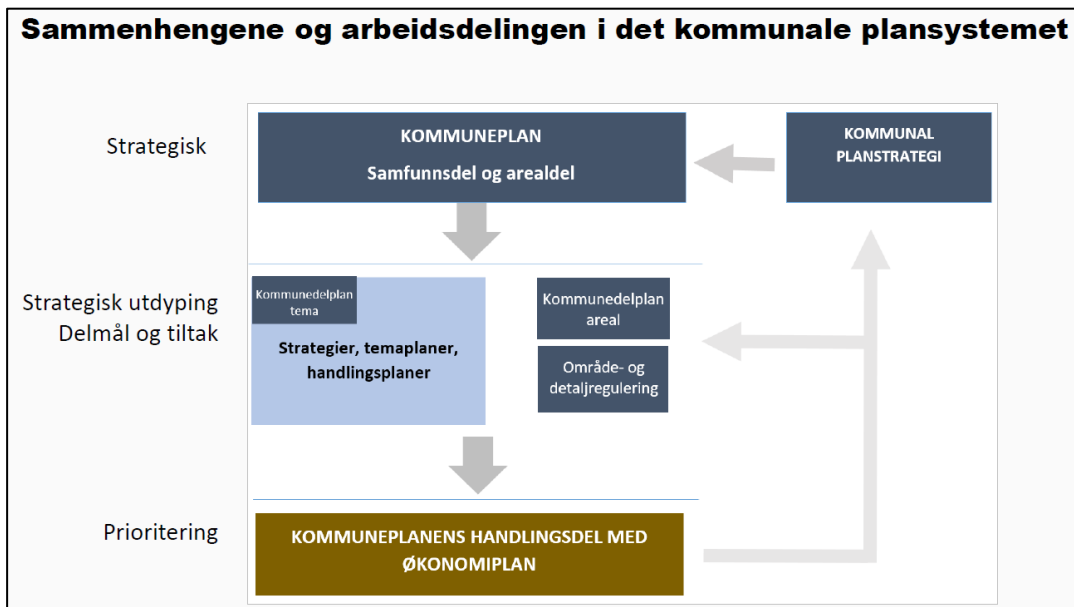 Sammenhengene og arbeidsdelingen i det kommunale plansystemet
Strategisk
KOMMUNEPLAN
Samfunnsdel og arealdel
KOMMUNAL
PLANSTRATEGI
Strategisk utdyping
Delmål og tiltak
Kommunedelplan
tema
Strategier, temaplaner,
handlingsplaner
Kommunedelplan
areal
Område- og
detaljregulering
Prioritering
KOMMUNEPLANENS HANDLINGSDEL MED
ØKONOMIPLAN